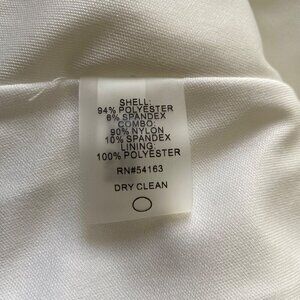 SHELL:
94% POLYESTER
6% SPANDEX
COMBO:
90% NYLON
10% SPANDEX
LINING:
100% POLYESTER
RN#54163
DRY CLEAN